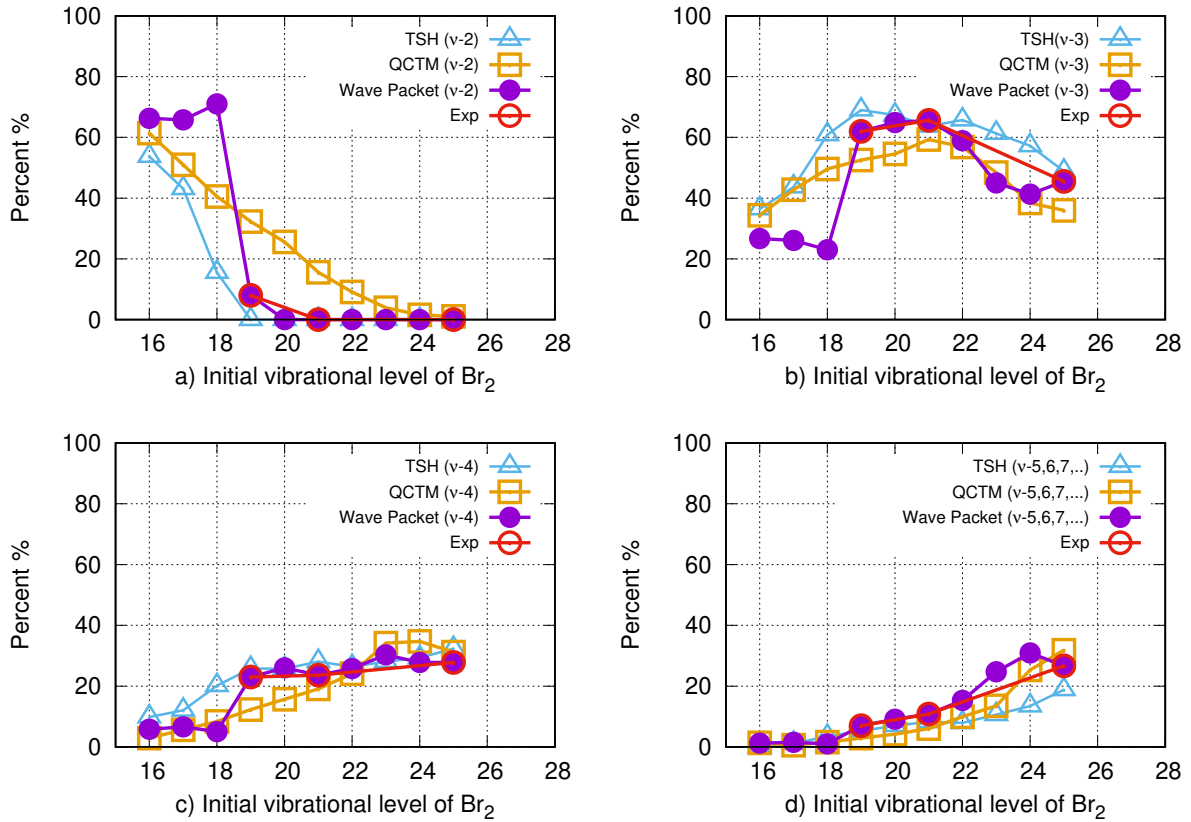 Percent %
100
80
60
40
20
0
16 18 20 22 24 26 28
TSH (ν-2)
QCTM (ν-2)
Wave Packet (ν-2)
Exp
a) Initial vibrational level of Br2
Percent %
100
80
60
40
20
0
16 18 20 22 24 26 28
TSH(ν-3)
QCTM (ν-3)
Wave Packet (ν-3)
Exp
b) Initial vibrational level of Br2
Percent %
100
80
60
40
20
0
16 18 20 22 24 26 28
TSH (ν-4)
QCTM (ν-4)
Wave Packet (ν-4)
Exp
c) Initial vibrational level of Br2
Percent %
100
80
60
40
20
0
16 18 20 22 24 26 28
TSH (ν-5,6,7,..)
QCTM (ν-5,6,7,...)
Wave Packet (ν-5,6,7,...)
Exp
d) Initial vibrational level of Br2